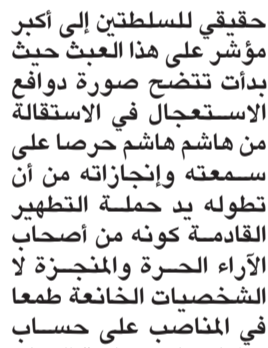 حقيقي للسلطتين إلى أكبر
مؤشر على هذا العبث حيث
بدأت تتضح صورة دوافع
الاستعجال في الاستقالة
من هاشم هاشم حرصا على
سمعته وإنجازاته من أن
تطوله يد حملة التطهير
القادمة كونه من أصحاب
الآراء الحرة والمنجزة لا
الشخصيات الخانعة طمعا
في المناصب على حساب